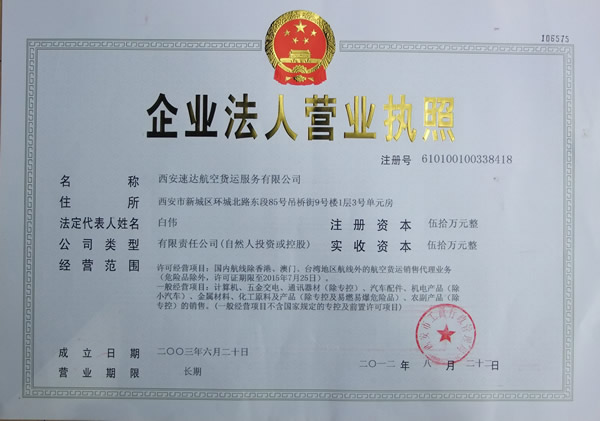 106575
企业法人营业执照
注册号 610100100338418
名称 西安速达航空货运服务有限公司
住所 西安市新城区环城北路东段85号吊桥街9号楼1层3号单元房
法定代表人姓名 白伟 注册资本 伍拾万元整
公司类型 有限责任公司(自然人投资或控股) 实收资本 伍拾万元整
经营范围 许可经营项目:国内航线除香港、澳门、台湾地区航线外的航空货运销售代理业务
(危险品除外,许可证期限至2015年7月25日)。
一般经营项目:计算机、五金交电、通讯器材(除专控)、汽车配件、机电产品(除
小汽车)、金属材料、化工原料及产品(除专控及易燃易爆危险品)、农副产品(除
专控)的销售。(一般经营项目不含国家规定的专控及前置许可项目)
西安市工商行政管理局
成立日期 二〇〇三年六月二十日
二〇一二年八月二十二日
营业期限 长期